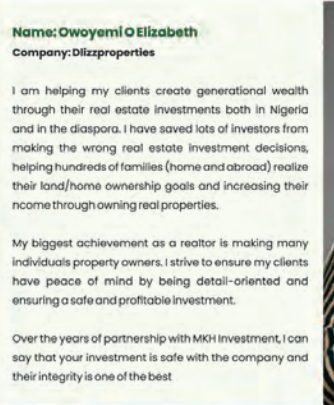 Name: Owoyemi O Elizabeth
Company: Dlizzproperties
I am helping my clients create generational wealth
through their real estate investments both in Nigeria
and in the diaspora. I have saved lots of investors from
making the wrong real estate investment decisions,
helping hundreds of families (home and abroad) realize
their land/home ownership goals and increasing their
ncome through owning real properties.
My biggest achievement as a realtor is making many
individuals property owners. I strive to ensure my clients
have peace of mind by being detail-oriented and
ensuring a safe and profitable investment.
Over the years of partnership with MKH Investment, I can
say that your investment is safe with the company and
their integrity is one of the best